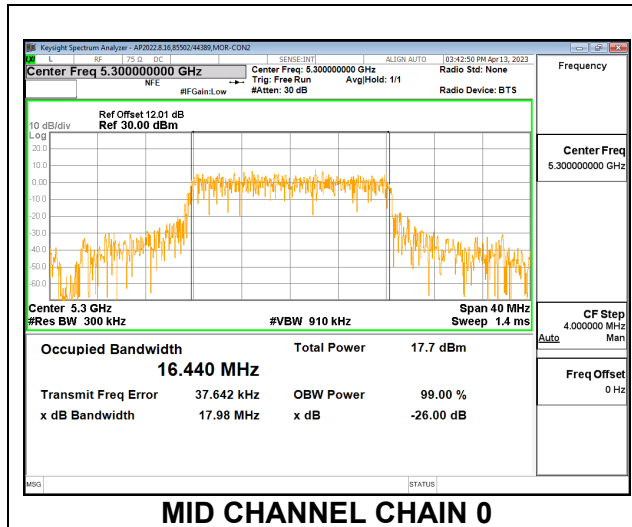 Keysight Spectrum Analyzer - AP2022.8.16,85502/44389,MOR-CON2
L RF 75 Ω DC SENSE:INT ALIGN AUTO 03:42:50 PM Apr 13, 2023
Center Freq 5.300000000 GHz Center Freq: 5.300000000 GHz Radio Std: None
NFE Trig: Free Run Avg|Hold: 1/1
#IFGain:Low #Atten: 30 dB Radio Device: BTS
Frequency
Ref Offset 12.01 dB
10 dB/div Ref 30.00 dBm
Log
20.0
10.0
0.00
-10.0
-20.0
-30.0
-40.0
-50.0
-60.0
Center 5.3 GHz Span 40 MHz
#Res BW 300 kHz #VBW 910 kHz Sweep 1.4 ms
Center Freq
5.300000000 GHz
CF Step
4.000000 MHz
Auto Man
Freq Offset
0 Hz
Occupied Bandwidth Total Power 17.7 dBm
16.440 MHz
Transmit Freq Error 37.642 kHz OBW Power 99.00 %
x dB Bandwidth 17.98 MHz x dB -26.00 dB
MSG STATUS
MID CHANNEL CHAIN 0